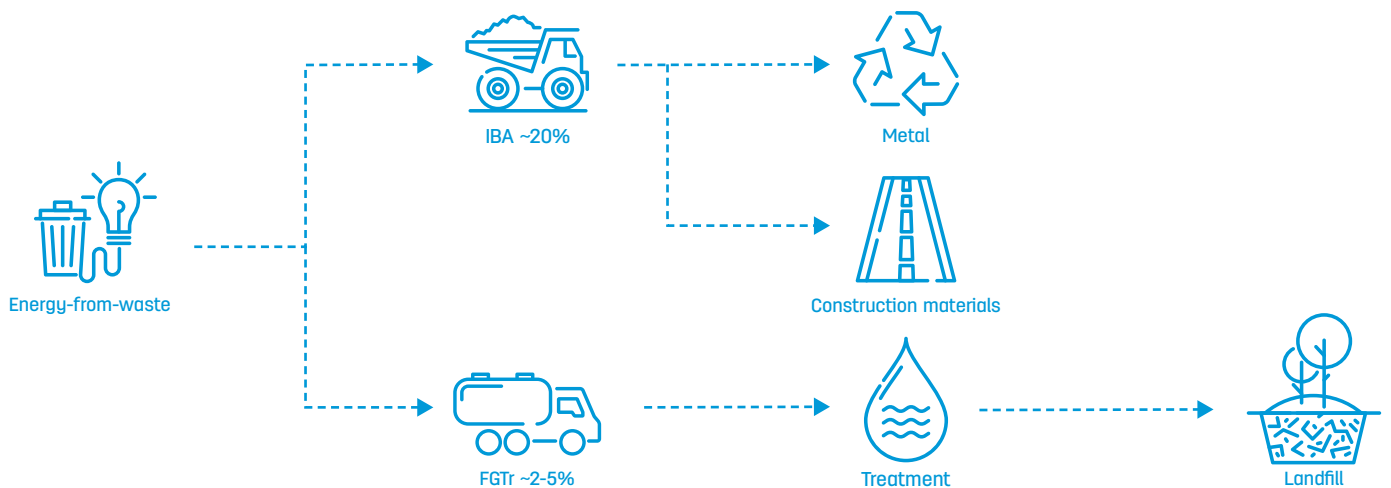 IBA ~20%
Metal
Energy-from-waste
Construction materials
FGTr ~2-5%
Treatment
Landfill